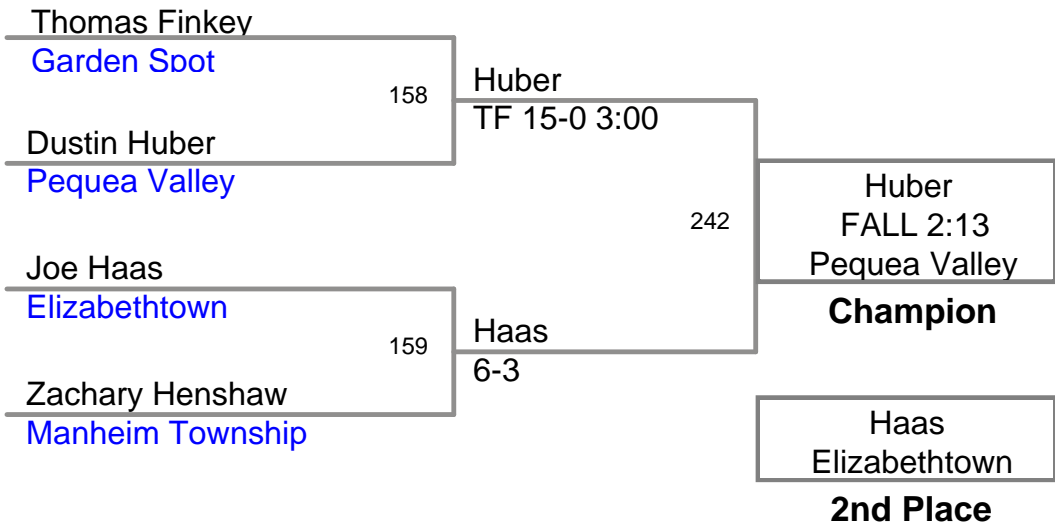 Thomas Finkey
Garden Spot
158
Huber
TF 15-0 3:00
Dustin Huber
Pequea Valley
242
Huber
FALL 2:13
Pequea Valley
Champion
Joe Haas
Elizabethtown
159
Haas
6-3
Zachary Henshaw
Manheim Township
Haas
Elizabethtown
2nd Place